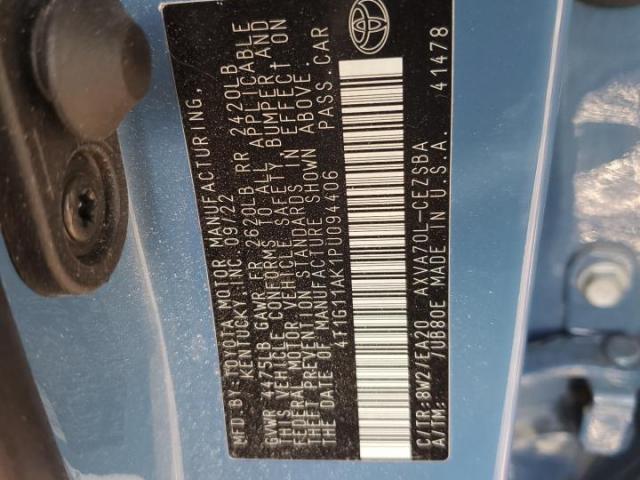 MFD.BY:TOYOTA MOTOR MANUFACTURING,
KENTUCKY, INC. 09/22
GVWR 4475LB GAWR FR 2620LB RR 2420LB
THIS VEHICLE CONFORMS TO ALL APPLICABLE
FEDERAL MOTOR VEHICLE SAFETY, BUMPER, AND
THEFT PREVENTION STANDARDS IN EFFECT ON
THE DATE OF MANUFACTURE SHOWN ABOVE.
4T1G11AK1PU094406 PASS.CAR
C/TR:8W2/EA20 AXVA70L-CEZSBA
A/TM: 70B80E MADE IN U.S.A. 41478